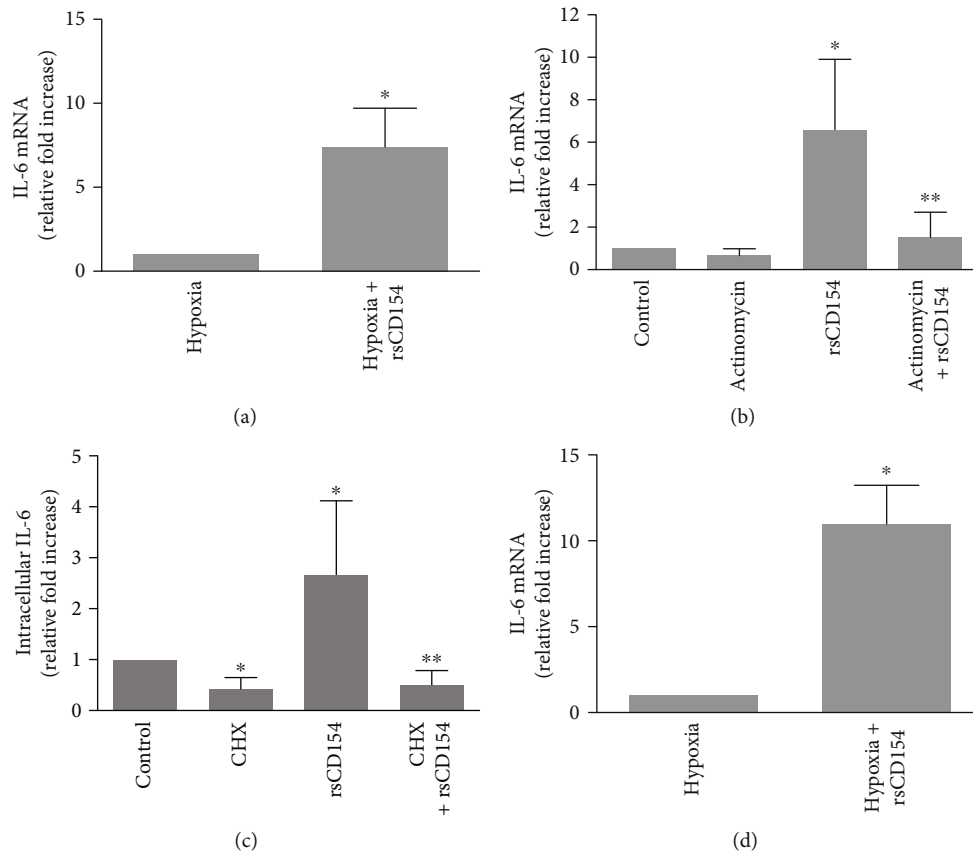 IL-6 mRNA
(relative fold increase)
15
10
5
0
*
Hypoxia
Hypoxia +
rsCD154
(a)
IL-6 mRNA
(relative fold increase)
12
10
8
6
4
2
0
*
**
Control
Actinomycin
rsCD154
Actinomycin
+ rsCD154
(b)
Intracellular IL-6
(relative fold increase)
5
4
3
2
1
0
*
*
**
Control
CHX
rsCD154
CHX
+ rsCD154
(c)
IL-6 mRNA
(relative fold increase)
15
10
5
0
*
Hypoxia
Hypoxia +
rsCD154
(d)